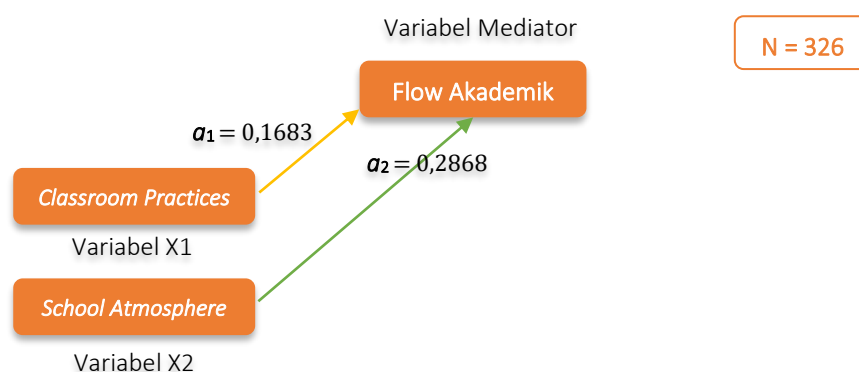 Variabel Mediator
N = 326
Flow Akademik
a1 = 0,1683
a2 = 0,2868
Classroom Practices
Variabel X1
School Atmosphere
Variabel X2